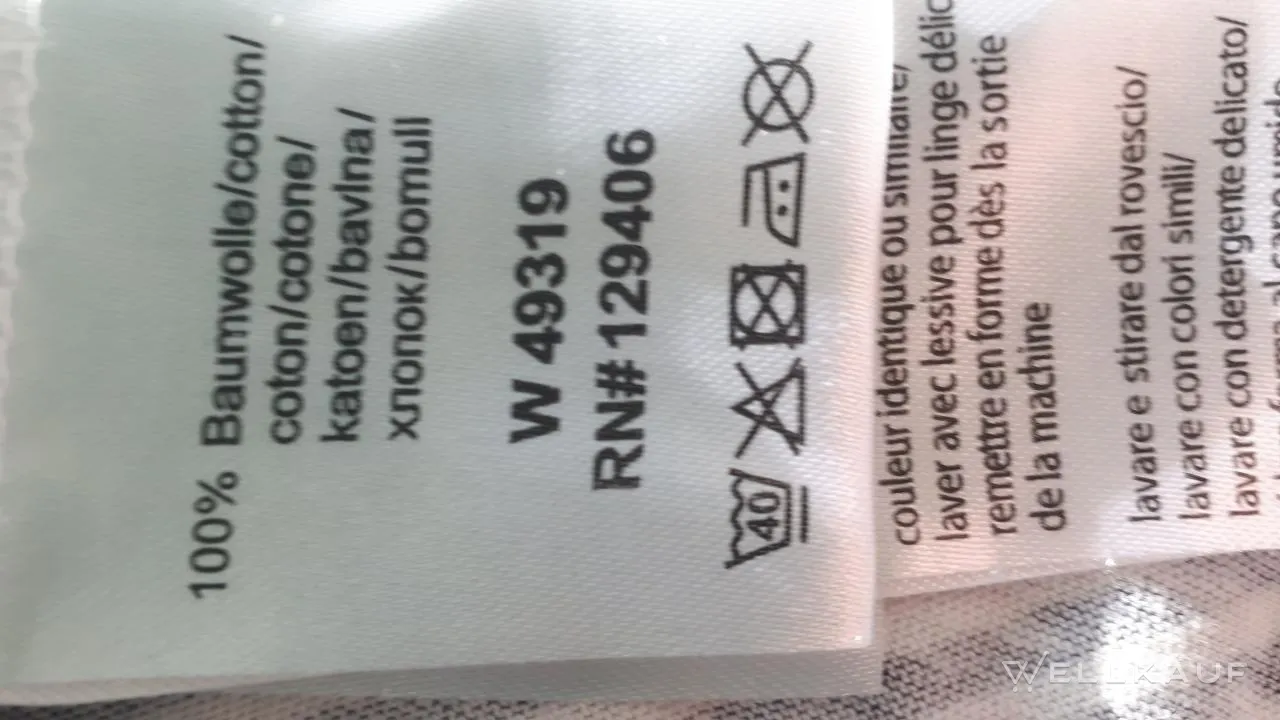 100% Baumwolle/cotton/
coton/cotone/
katoen/bavlna/
хлопок/bomull
W 49319
RN# 129406
40
couleur identique ou similaire/
laver avec lessive pour linge délic
remettre en forme dès la sortie
de la machine
lavare e stirare dal rovescio/
lavare con colori simili/
lavare con detergente delicato/
WELLKAUF